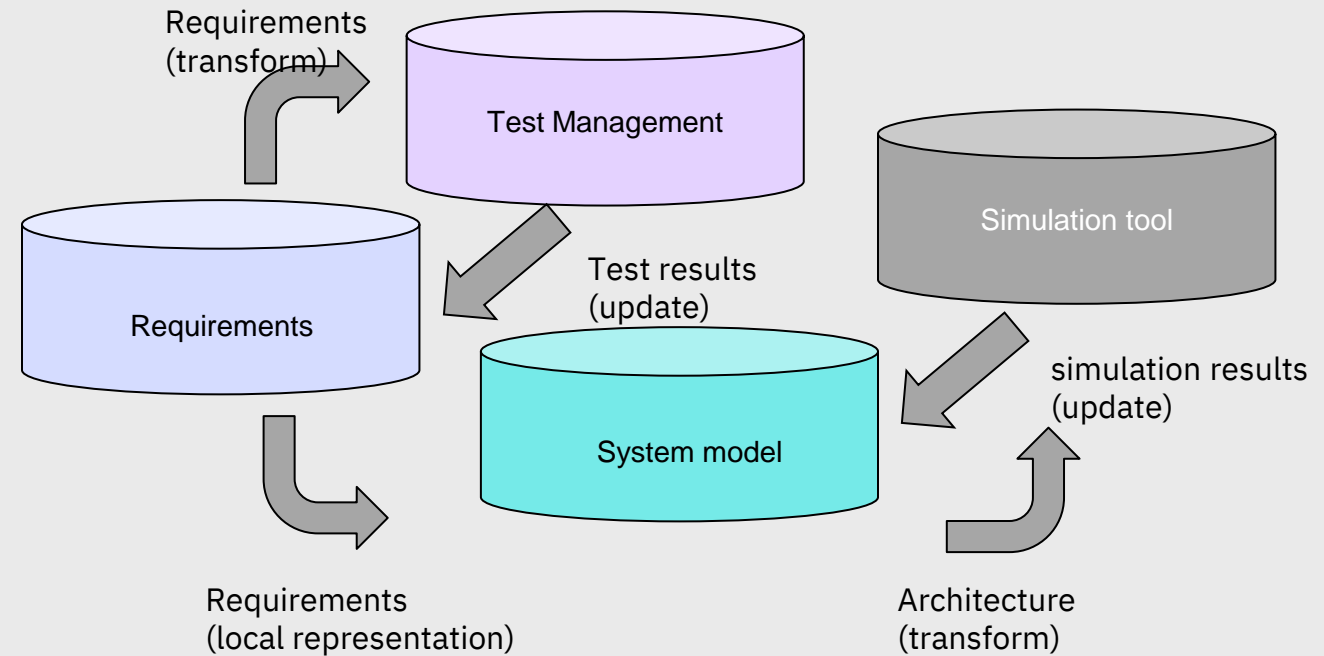 Requirements
(transform)
Test Management
Simulation tool
Requirements
Test results
(update)
simulation results
(update)
System model
Requirements
(local representation)
Architecture
(transform)